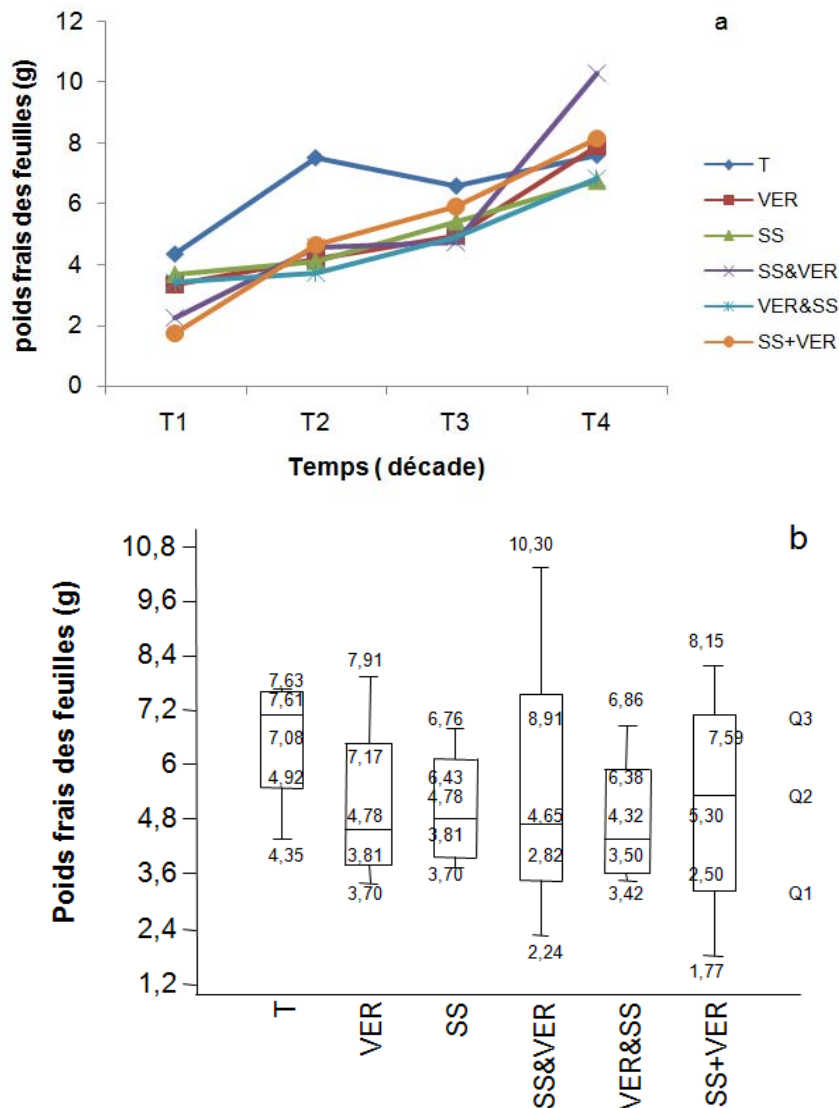 a
poids frais des feuilles (g)
12
10
8
6
4
2
0
T1 T2 T3 T4
Temps ( décade)
T
VER
SS
SS&VER
VER&SS
SS+VER
b
Poids frais des feuilles (g)
10,8
9,6
8,4
7,2
6
4,8
3,6
2,4
1,2
7,63
7,61
7,08
4,92
4,35
7,91
7,17
4,78
3,81
3,70
6,76
6,43
4,78
3,81
3,70
10,30
8,91
4,65
2,82
2,24
6,86
6,38
4,32
3,50
3,42
8,15
7,59
5,30
2,50
1,77
Q3
Q2
Q1
T
VER
SS
SS&VER
VER&SS
SS+VER